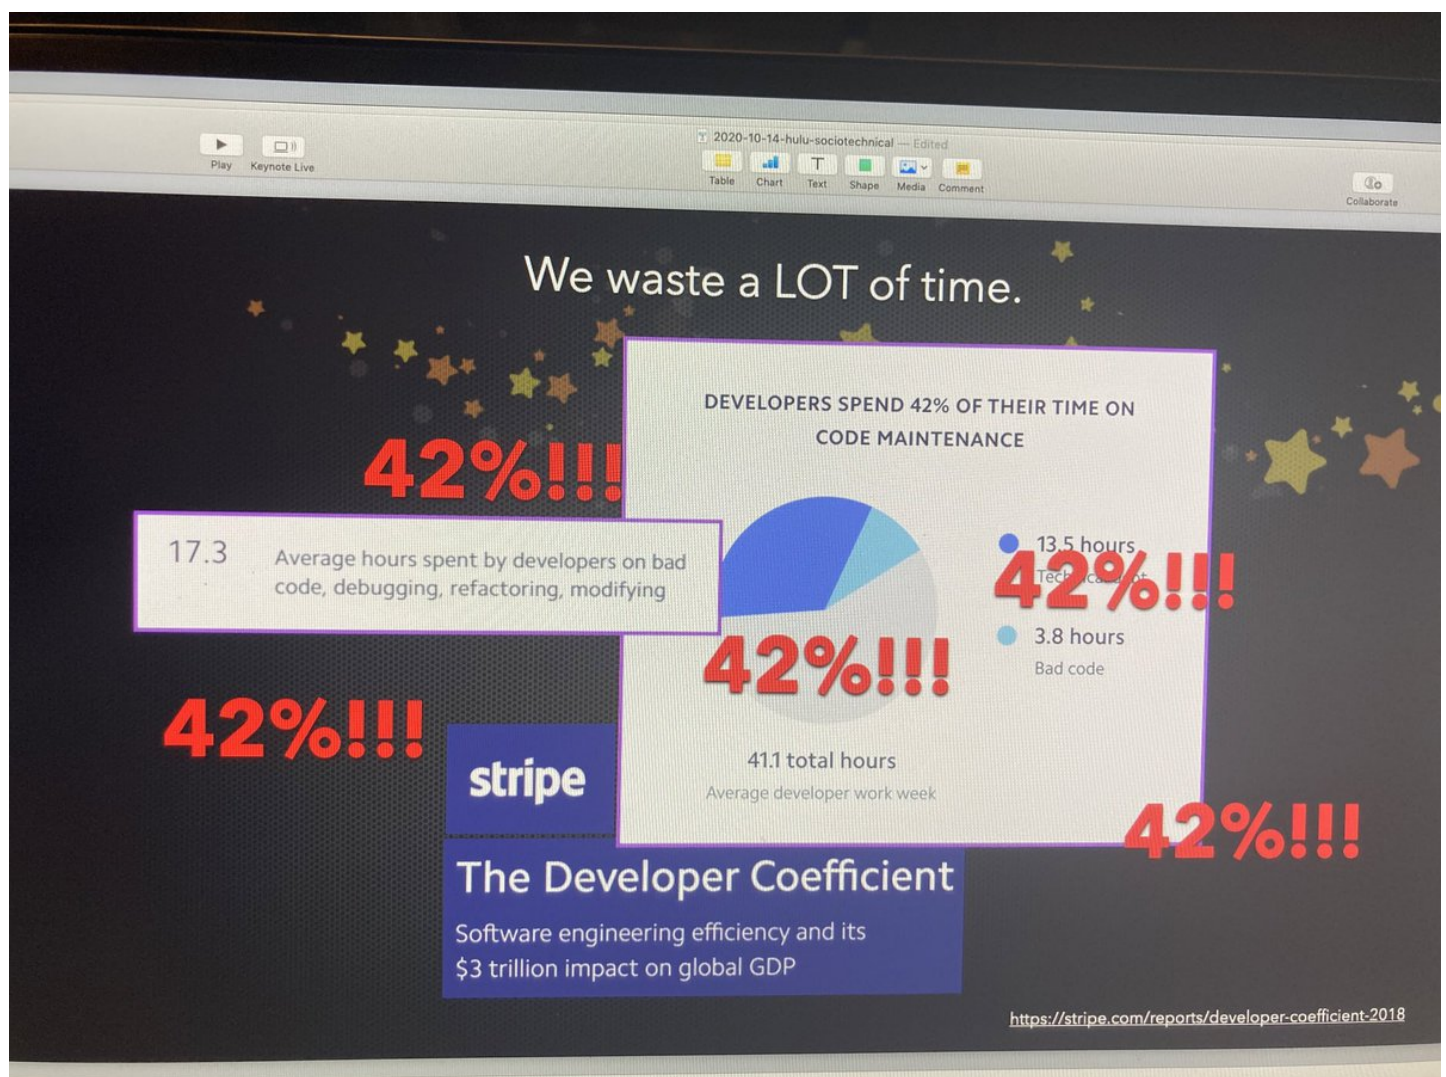 2020-10-14-hulu-sociotechnical — Edited
Play
Keynote Live
Table
Chart
Text
Shape
Media
Comment
Collaborate
We waste a LOT of time.
DEVELOPERS SPEND 42% OF THEIR TIME ON
CODE MAINTENANCE
42%!!!
17.3
Average hours spent by developers on bad
code, debugging, refactoring, modifying
13.5 hours
42%!!!
3.8 hours
Bad code
42%!!!
42%!!!
41.1 total hours
Average developer work week
stripe
42%!!!
The Developer Coefficient
Software engineering efficiency and its
$3 trillion impact on global GDP
https://stripe.com/reports/developer-coefficient-2018